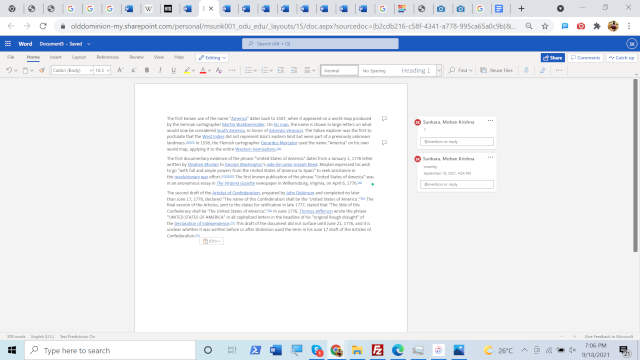 olddominion-my.sharepoint.com/personal/msunk001_odu_edu/_layouts/15/doc.aspx?sourcedoc={b2cdb216-c58f-4341-a778-995ca65a0c9b}&...
Word Document5 - Saved
Search (Alt + Q)
SK
File Home Insert Layout References Review View Help Editing
Share Comments Catch up
Calibri (Body) 10.5 B I U A
Normal No Spacing Heading 1 Find Reuse Files
The first known use of the name "America" dates back to 1507, when it appeared on a world map produced
by the German cartographer Martin Waldseemüller. On his map, the name is shown in large letters on what
would now be considered South America, in honor of Amerigo Vespucci. The Italian explorer was the first to
postulate that the West Indies did not represent Asia's eastern limit but were part of a previously unknown
landmass. In 1538, the Flemish cartographer Gerardus Mercator used the name "America" on his own
world map, applying it to the entire Western Hemisphere.
The first documentary evidence of the phrase "United States of America" dates from a January 2, 1776 letter
written by Stephen Moylan to George Washington's aide-de-camp Joseph Reed. Moylan expressed his wish
to go "with full and ample powers from the United States of America to Spain" to seek assistance in
the revolutionary war effort. The first known publication of the phrase "United States of America" was
in an anonymous essay in The Virginia Gazette newspaper in Williamsburg, Virginia, on April 6, 1776.
The second draft of the Articles of Confederation, prepared by John Dickinson and completed no later
than June 17, 1776, declared "The name of this Confederation shall be the 'United States of America'." The
final version of the Articles, sent to the states for ratification in late 1777, stated that "The Stile of this
Confederacy shall be 'The United States of America'." In June 1776, Thomas Jefferson wrote the phrase
"UNITED STATES OF AMERICA" in all capitalized letters in the headline of his "original Rough draught" of
the Declaration of Independence. This draft of the document did not surface until June 21, 1776, and it is
unclear whether it was written before or after Dickinson used the term in his June 17 draft of the Articles of
Confederation.
(Ctrl)
Sunkara, Mohan Krishna
@mention or reply
Sunkara, Mohan Krishna
country
September 18, 2021, 4:24 PM
@mention or reply
English (U.S.) Text Predictions: On
Give Feedback to Microsoft
Type here to search
26°C
7:06 PM
9/18/2021